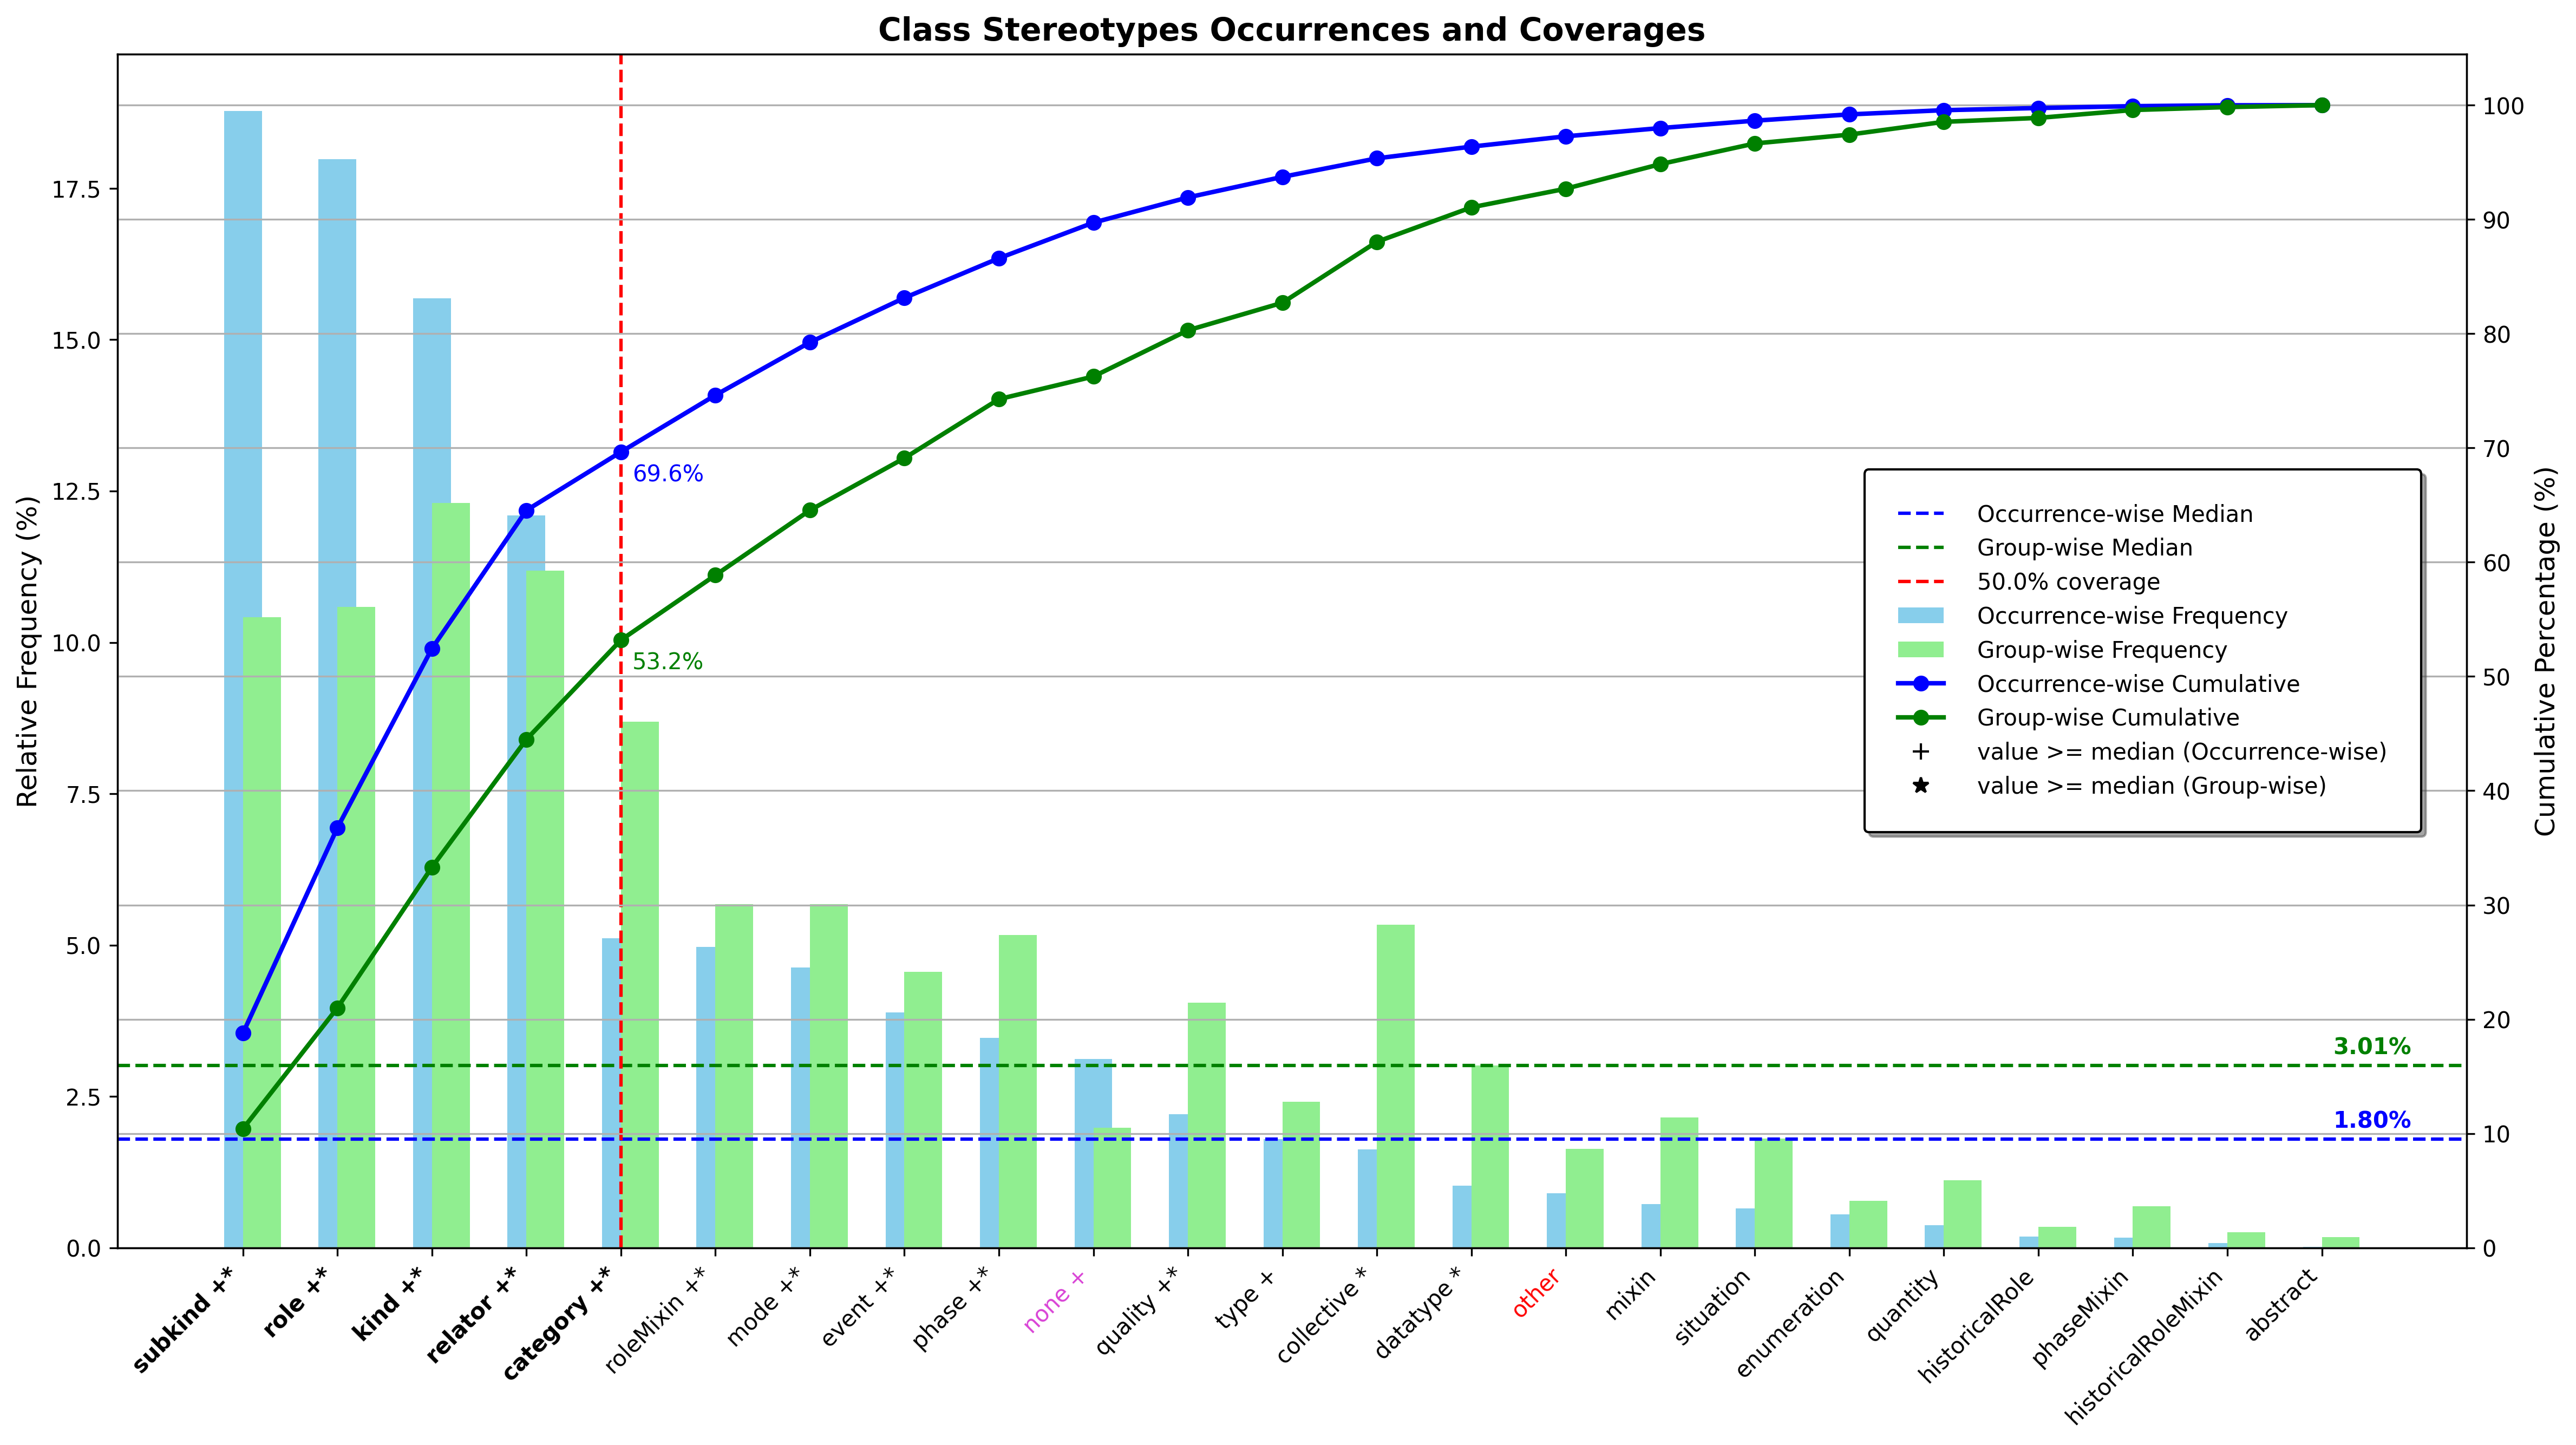 Class Stereotypes Occurrences and Coverages
Relative Frequency (%)
17.5
15.0
12.5
10.0
7.5
5.0
2.5
0.0
69.6%
53.2%
3.01%
1.80%
Occurrence-wise Median
Group-wise Median
50.0% coverage
Occurrence-wise Frequency
Group-wise Frequency
Occurrence-wise Cumulative
Group-wise Cumulative
value >= median (Occurrence-wise)
value >= median (Group-wise)
100
90
80
70
60
50
40
30
20
10
0
Cumulative Percentage (%)
subkind +*
role +*
kind +*
relator +*
category +*
roleMixin +*
mode +*
event +*
phase +*
none +
quality +*
type +
collective *
datatype *
other
mixin
situation
enumeration
quantity
historicalRole
phaseMixin
historicalRoleMixin
abstract